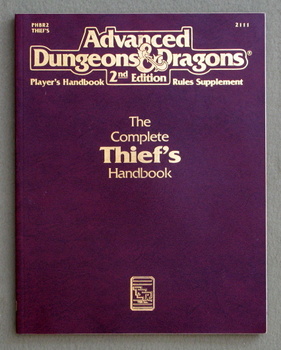 PHBR2
THIEF'S
2111
Advanced
Dungeons & Dragons®
2nd Edition
Player's Handbook
Rules Supplement
The
Complete
Thief's
Handbook